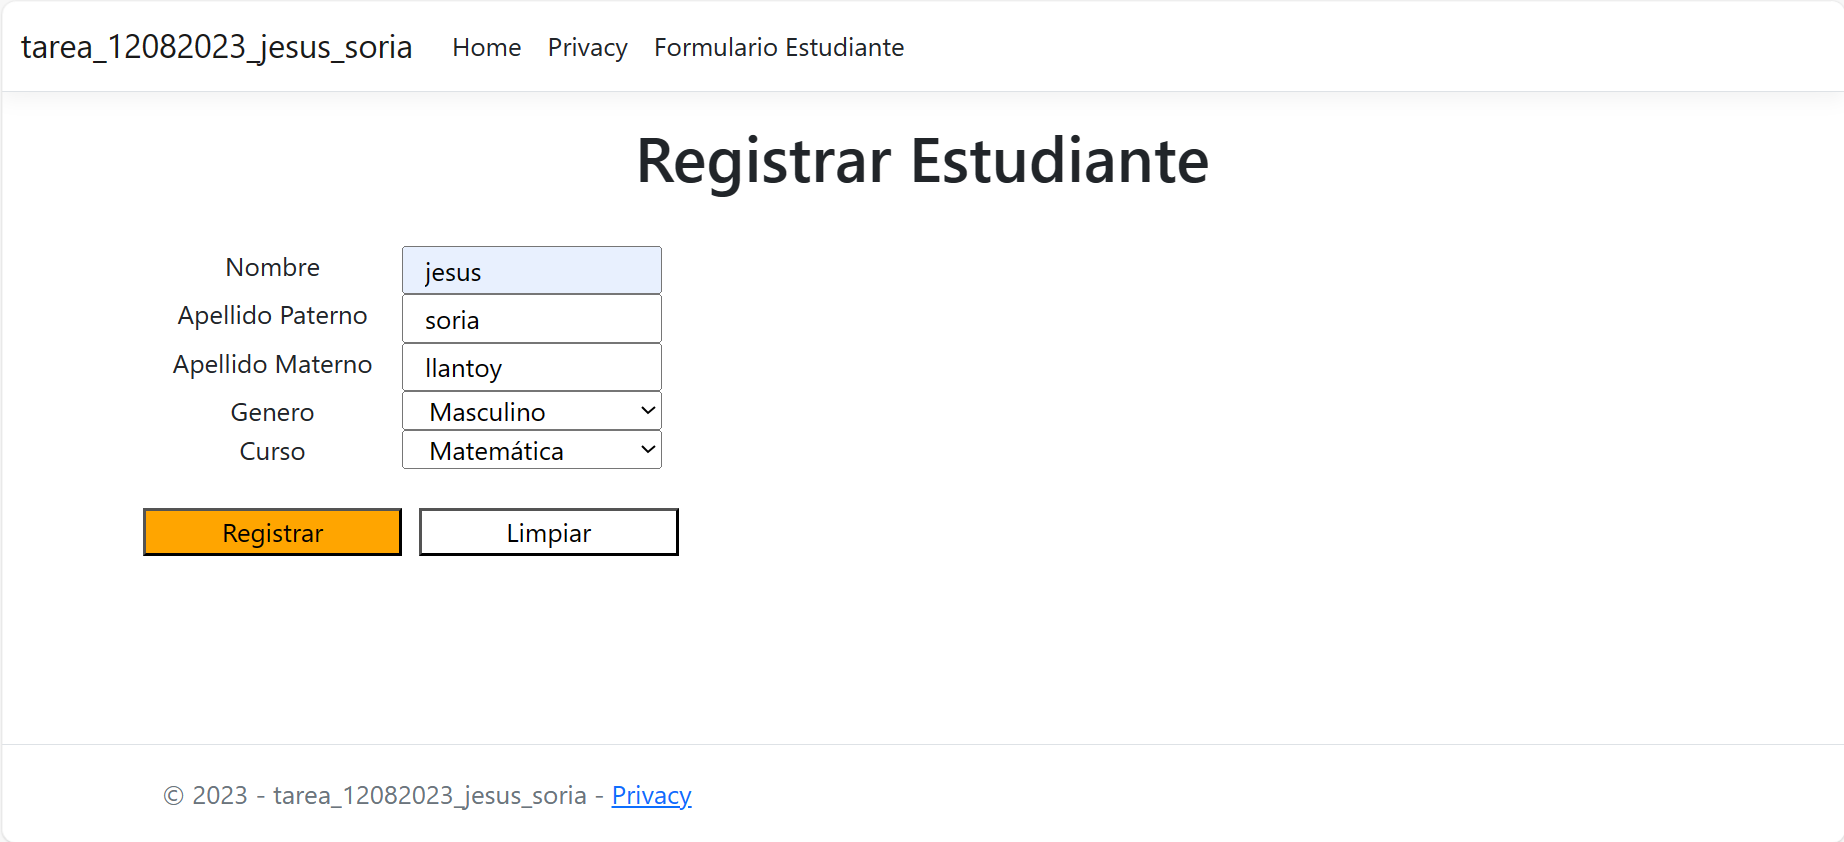 tarea_12082023_jesus_soria Home Privacy Formulario Estudiante
Registrar Estudiante
Nombre jesus
Apellido Paterno soria
Apellido Materno llantoy
Genero Masculino
Curso Matemática
Registrar Limpiar
© 2023 - tarea_12082023_jesus_soria - Privacy